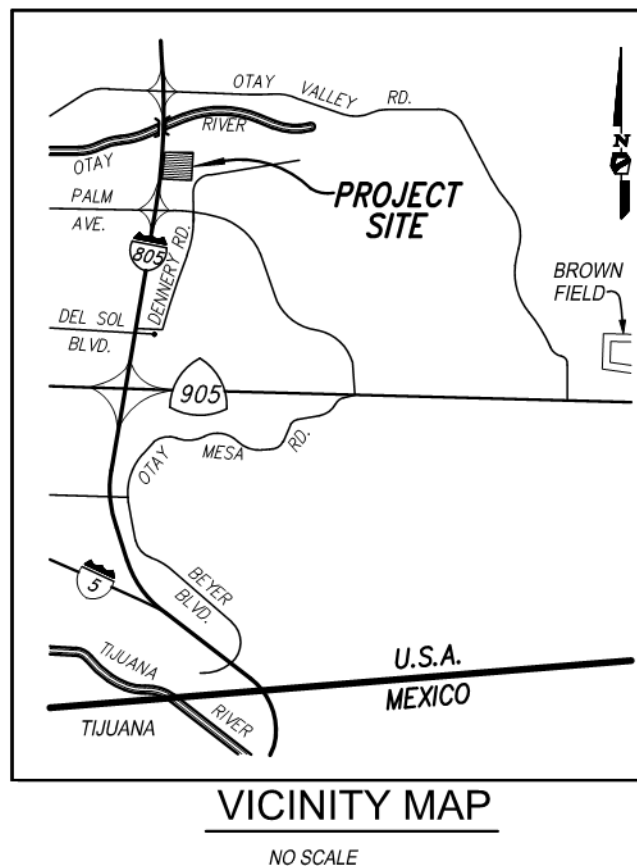 OTAY VALLEY RD.
RIVER
OTAY
N
PALM
AVE.
PROJECT
SITE
805
DENNERY RD.
BROWN
FIELD
DEL SOL
BLVD.
905
OTAY MESA RD.
5
BEYER
BLVD.
TIJUANA
RIVER
U.S.A.
MEXICO
TIJUANA
VICINITY MAP
NO SCALE